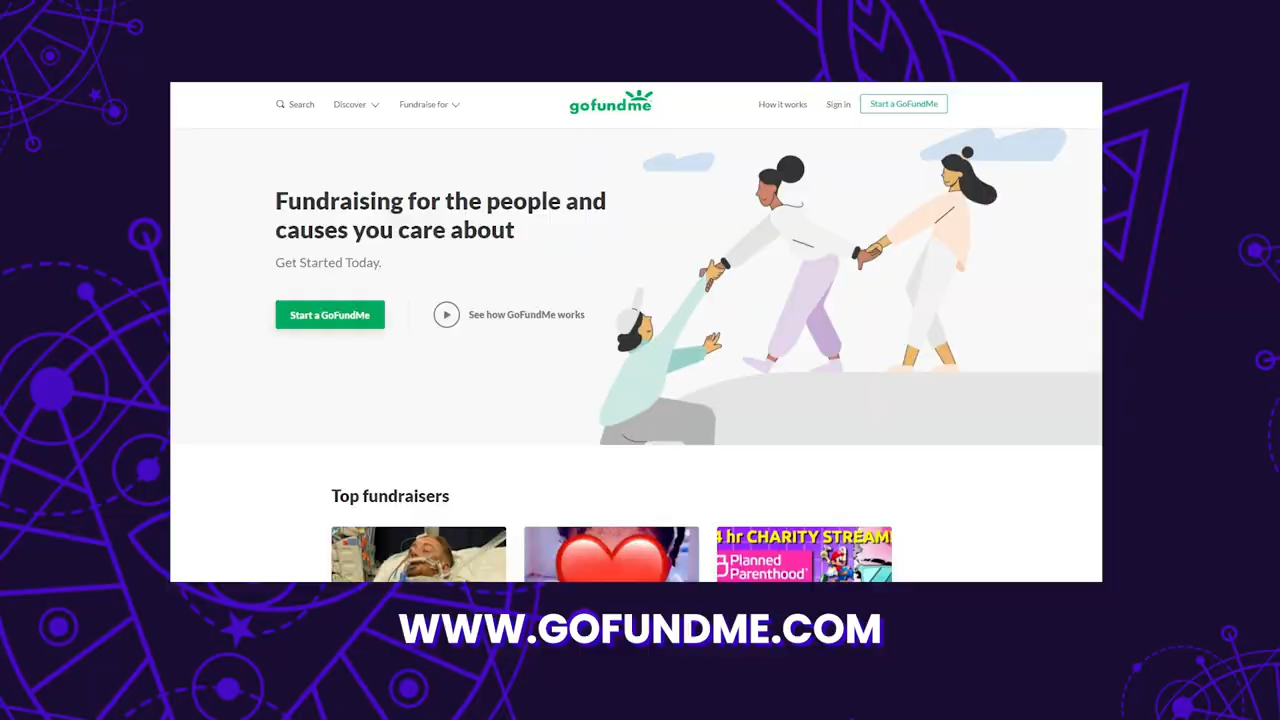 Search
Discover
Fundraise for
gofundme
How it works
Sign in
Start a GoFundMe
Fundraising for the people and
causes you care about
Get Started Today.
Start a GoFundMe
See how GoFundMe works
Top fundraisers
4 hr CHARITY STREAM
Planned
Parenthood
WWW.GOFUNDME.COM